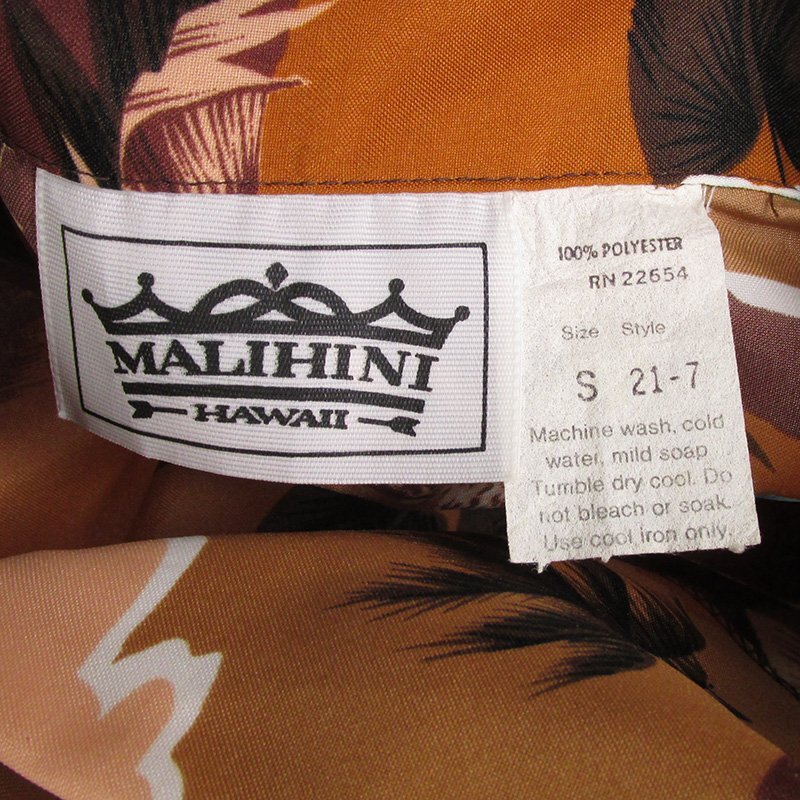 MALIHINI
HAWAII
100% POLYESTER
RN 22654
Size Style
S 21-7
Machine wash, cold
water, mild soap
Tumble dry cool. Do
not bleach or soak.
Use cool iron only.